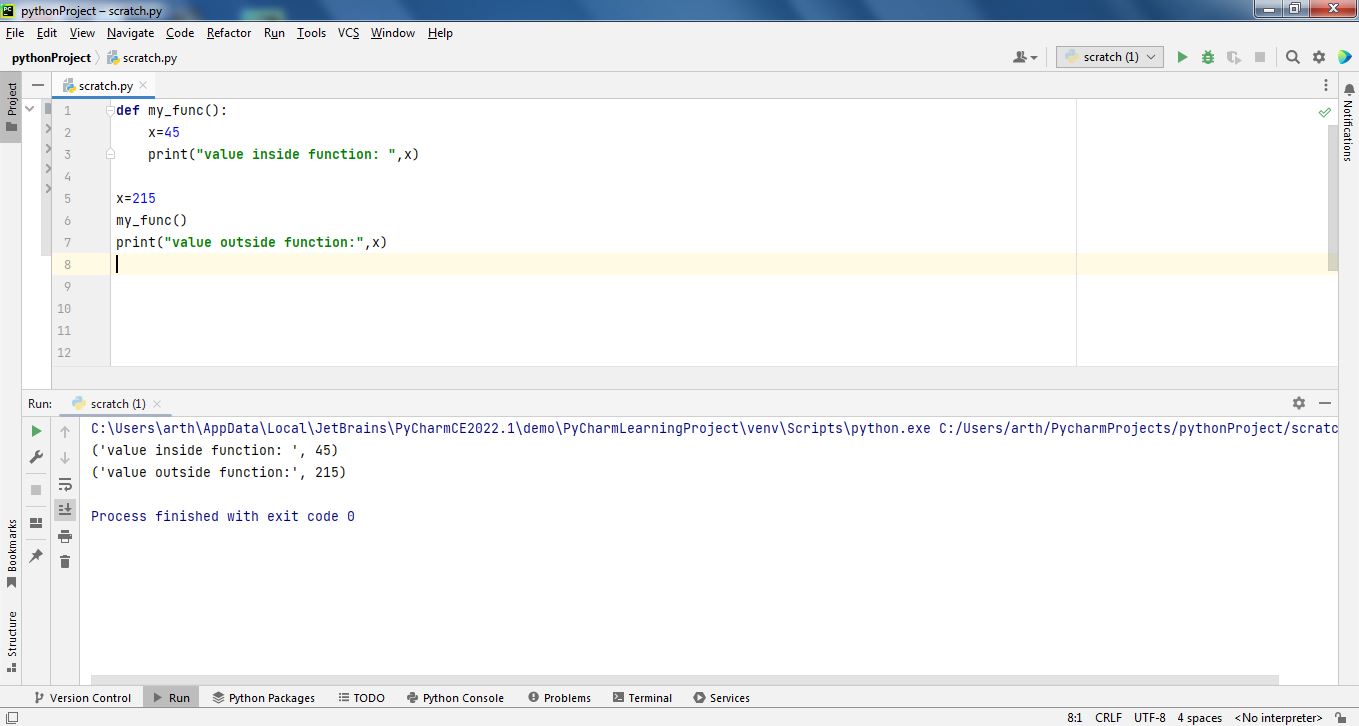 PC pythonProject – scratch.py
File Edit View Navigate Code Refactor Run Tools VCS Window Help
pythonProject scratch.py scratch (1)
Project
scratch.py
Notifications
1 def my_func():
2 x=45
3 print("value inside function: ",x)
4
5 x=215
6 my_func()
7 print("value outside function:",x)
8
9
10
11
12
Run: scratch (1)
C:\Users\arth\AppData\Local\JetBrains\PyCharmCE2022.1\demo\PyCharmLearningProject\venv\Scripts\python.exe C:/Users/arth/PycharmProjects/pythonProject/scratc
('value inside function: ', 45)
('value outside function:', 215)
Process finished with exit code 0
Bookmarks
Structure
Version Control Run Python Packages TODO Python Console Problems Terminal Services
8:1 CRLF UTF-8 4 spaces <No interpreter>